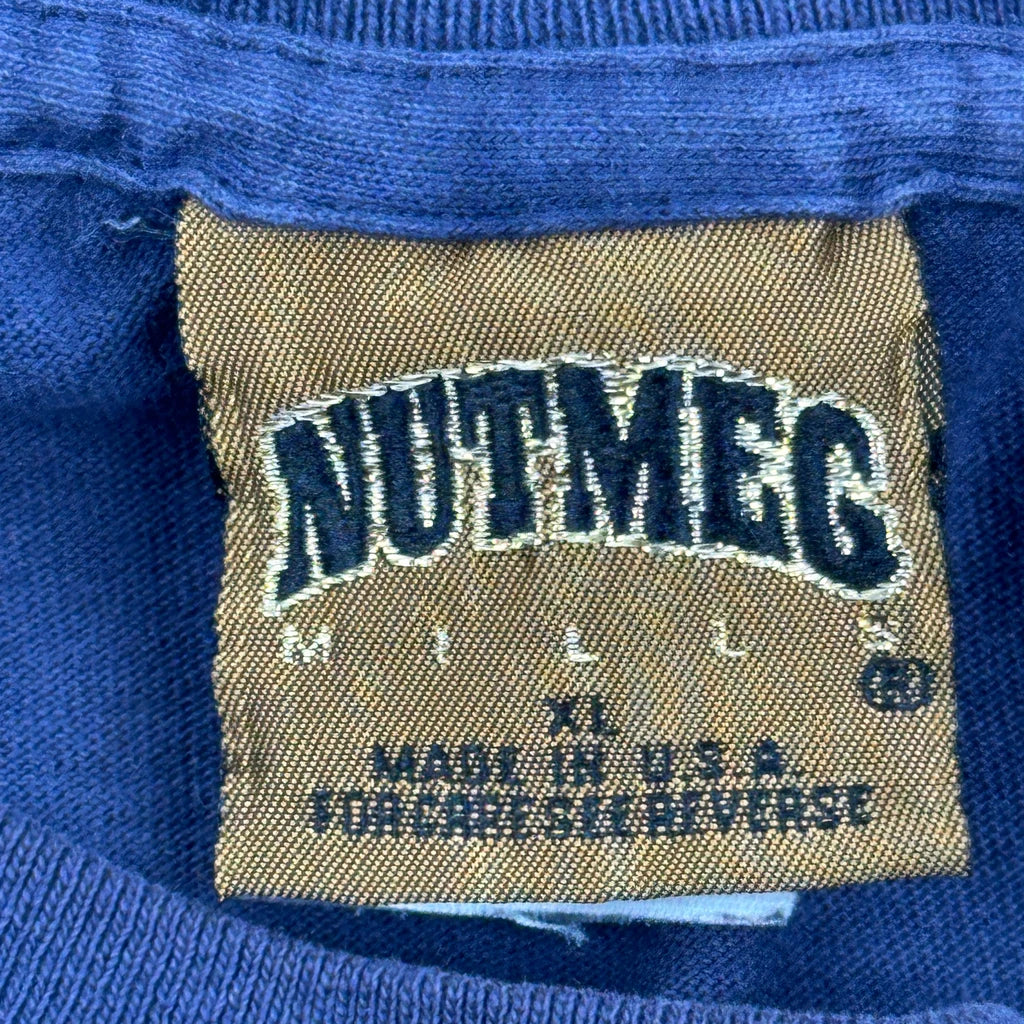 NUTMEG
MILLS
®
XL
MADE IN U.S.A.
FOR CARE SEE REVERSE